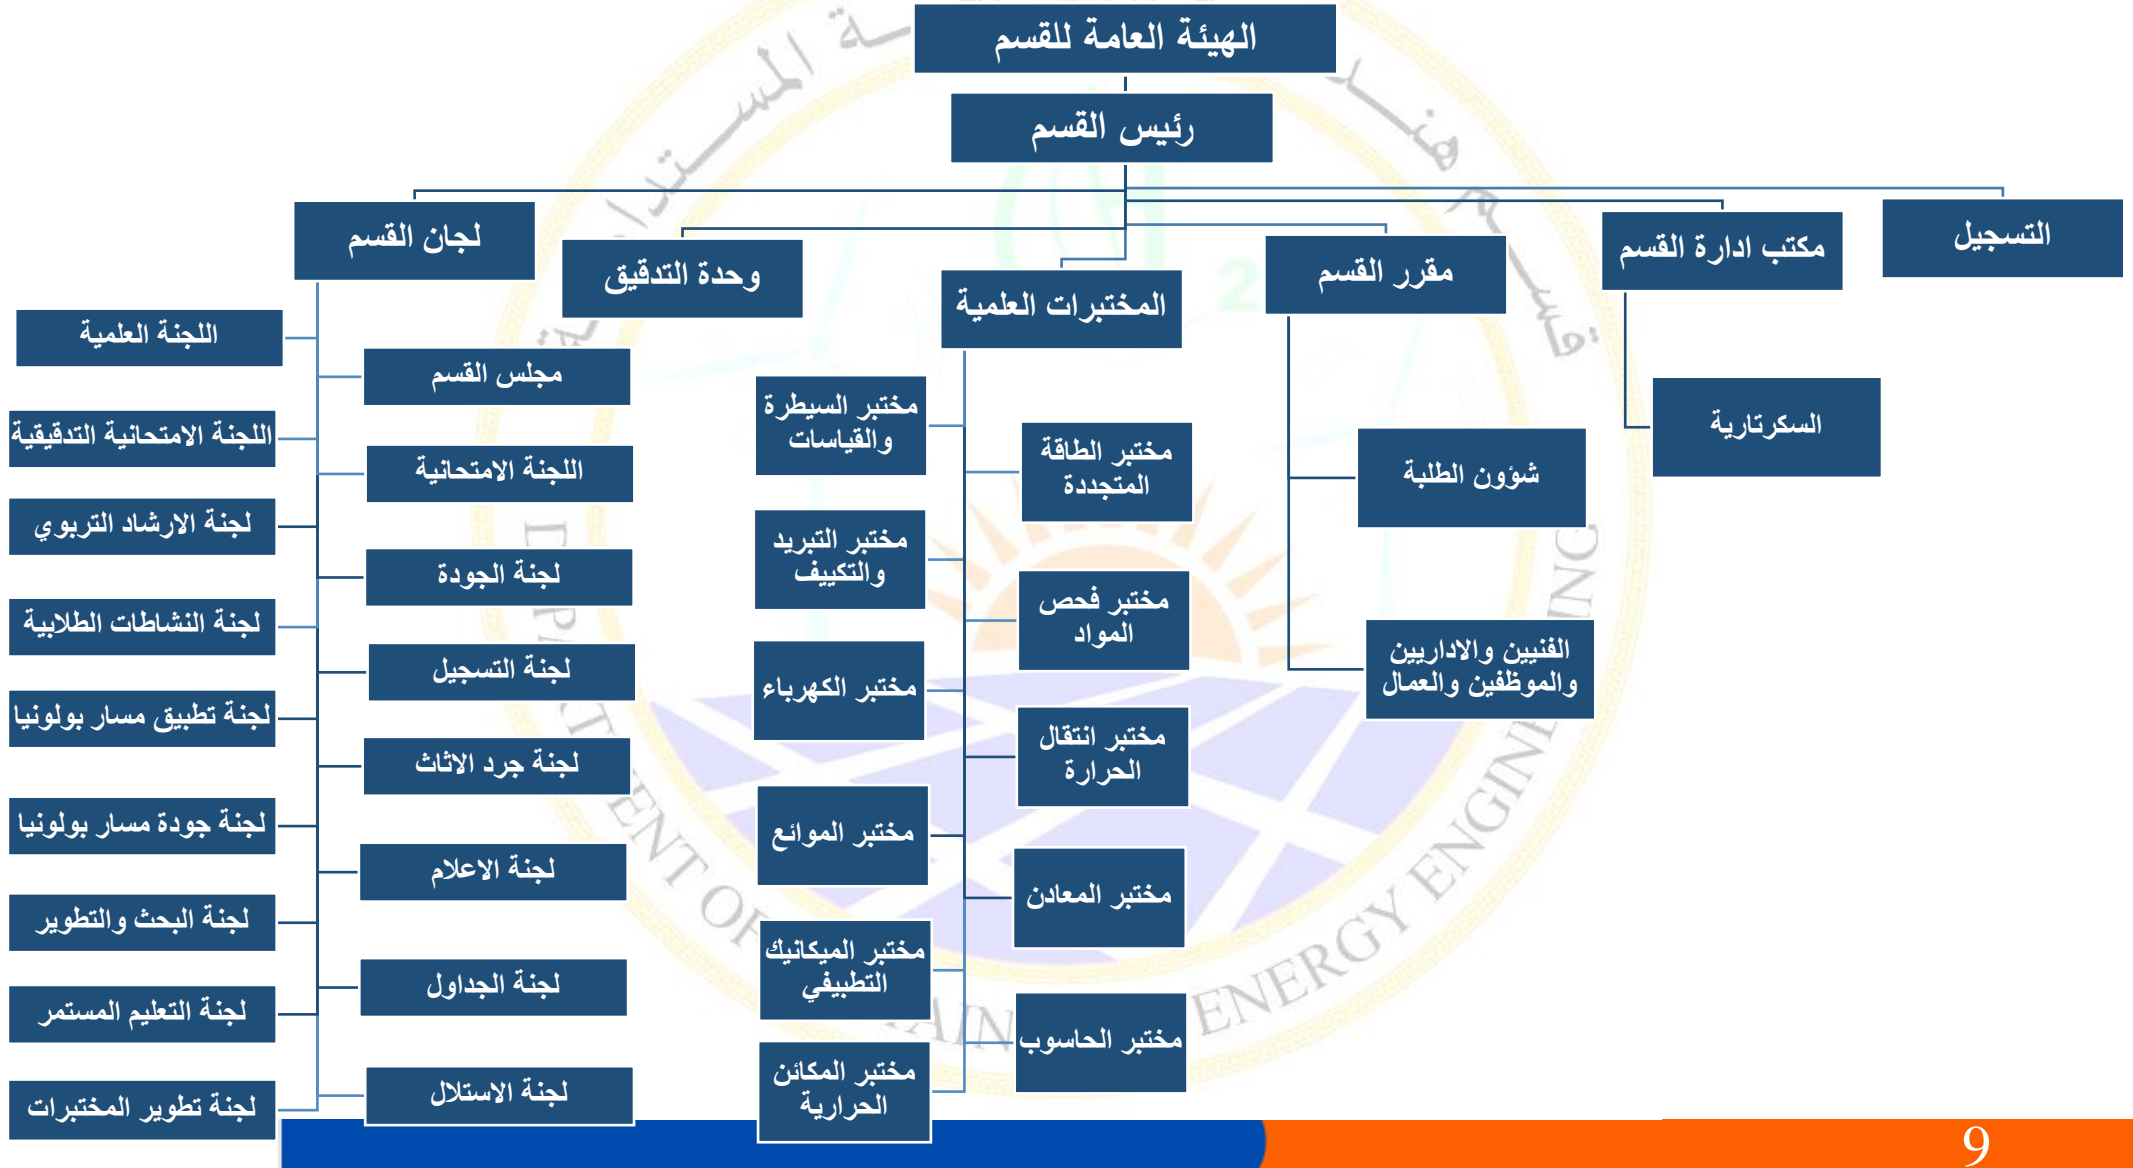 الهيئة العامة للقسم
رئيس القسم
التسجيل
مكتب ادارة القسم
مقرر القسم
المختبرات العلمية
وحدة التدقيق
لجان القسم
السكرتارية
شؤون الطلبة
الفنيين والاداريين
والموظفين والعمال
مختبر السيطرة
والقياسات
مختبر الطاقة
المتجددة
مختبر التبريد
والتكييف
مختبر فحص
المواد
مختبر الكهرباء
مختبر انتقال
الحرارة
مختبر الموائع
مختبر المعادن
مختبر الميكانيك
التطبيفي
مختبر الحاسوب
مختبر المكائن
الحرارية
اللجنة العلمية
مجلس القسم
اللجنة الامتحانية التدقيقية
اللجنة الامتحانية
لجنة الارشاد التربوي
لجنة الجودة
لجنة النشاطات الطلابية
لجنة التسجيل
لجنة تطبيق مسار بولونيا
لجنة جرد الاثاث
لجنة جودة مسار بولونيا
لجنة الاعلام
لجنة البحث والتطوير
لجنة الجداول
لجنة التعليم المستمر
لجنة الاستلال
لجنة تطوير المختبرات
قسم
ENERGY ENGINEERING
2
9